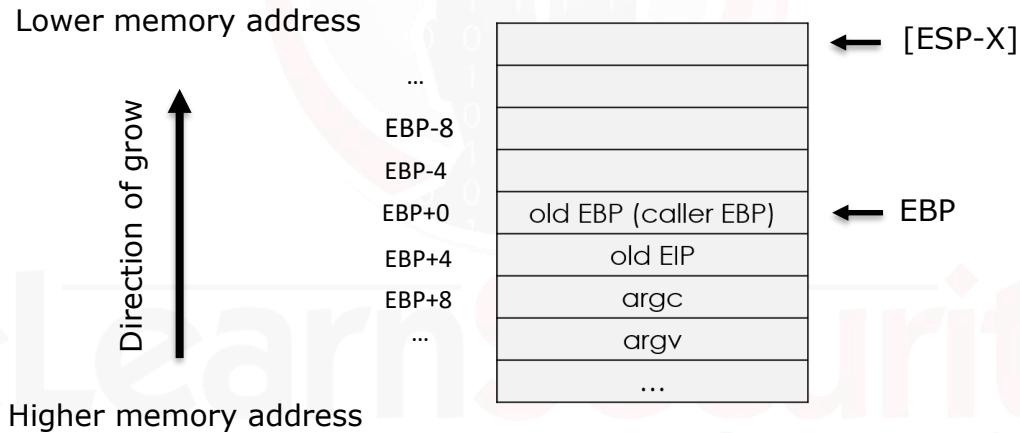 Lower memory address
[ESP-X]
...
EBP-8
EBP-4
EBP+0
old EBP (caller EBP)
EBP
EBP+4
old EIP
EBP+8
argc
...
argv
...
Direction of grow
Higher memory address